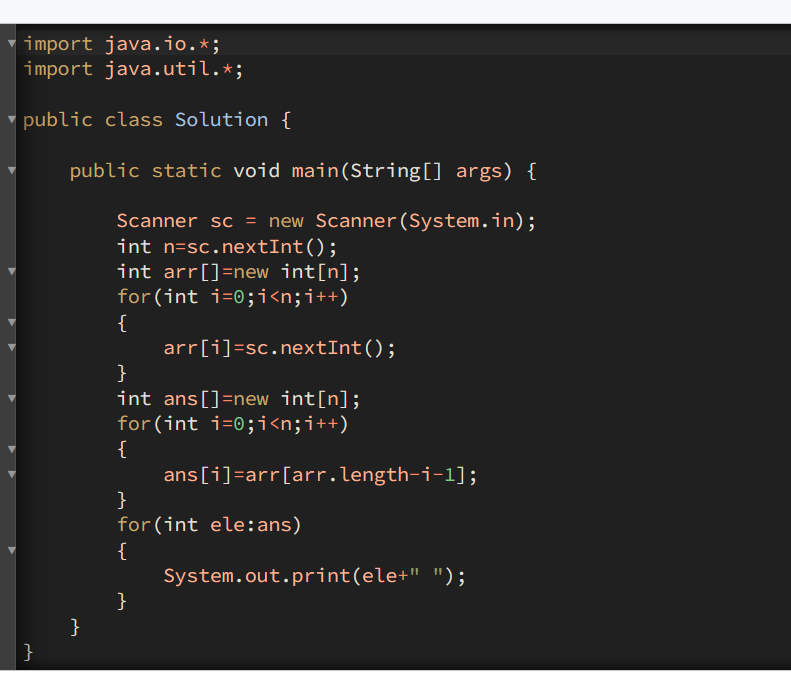 import java.io.*;
import java.util.*;
public class Solution {
public static void main(String[] args) {
Scanner sc = new Scanner(System.in);
int n=sc.nextInt();
int arr[]=new int[n];
for(int i=0;i<n;i++)
{
arr[i]=sc.nextInt();
}
int ans[]=new int[n];
for(int i=0;i<n;i++)
{
ans[i]=arr[arr.length-i-1];
}
for(int ele:ans)
{
System.out.print(ele+" ");
}
}
}